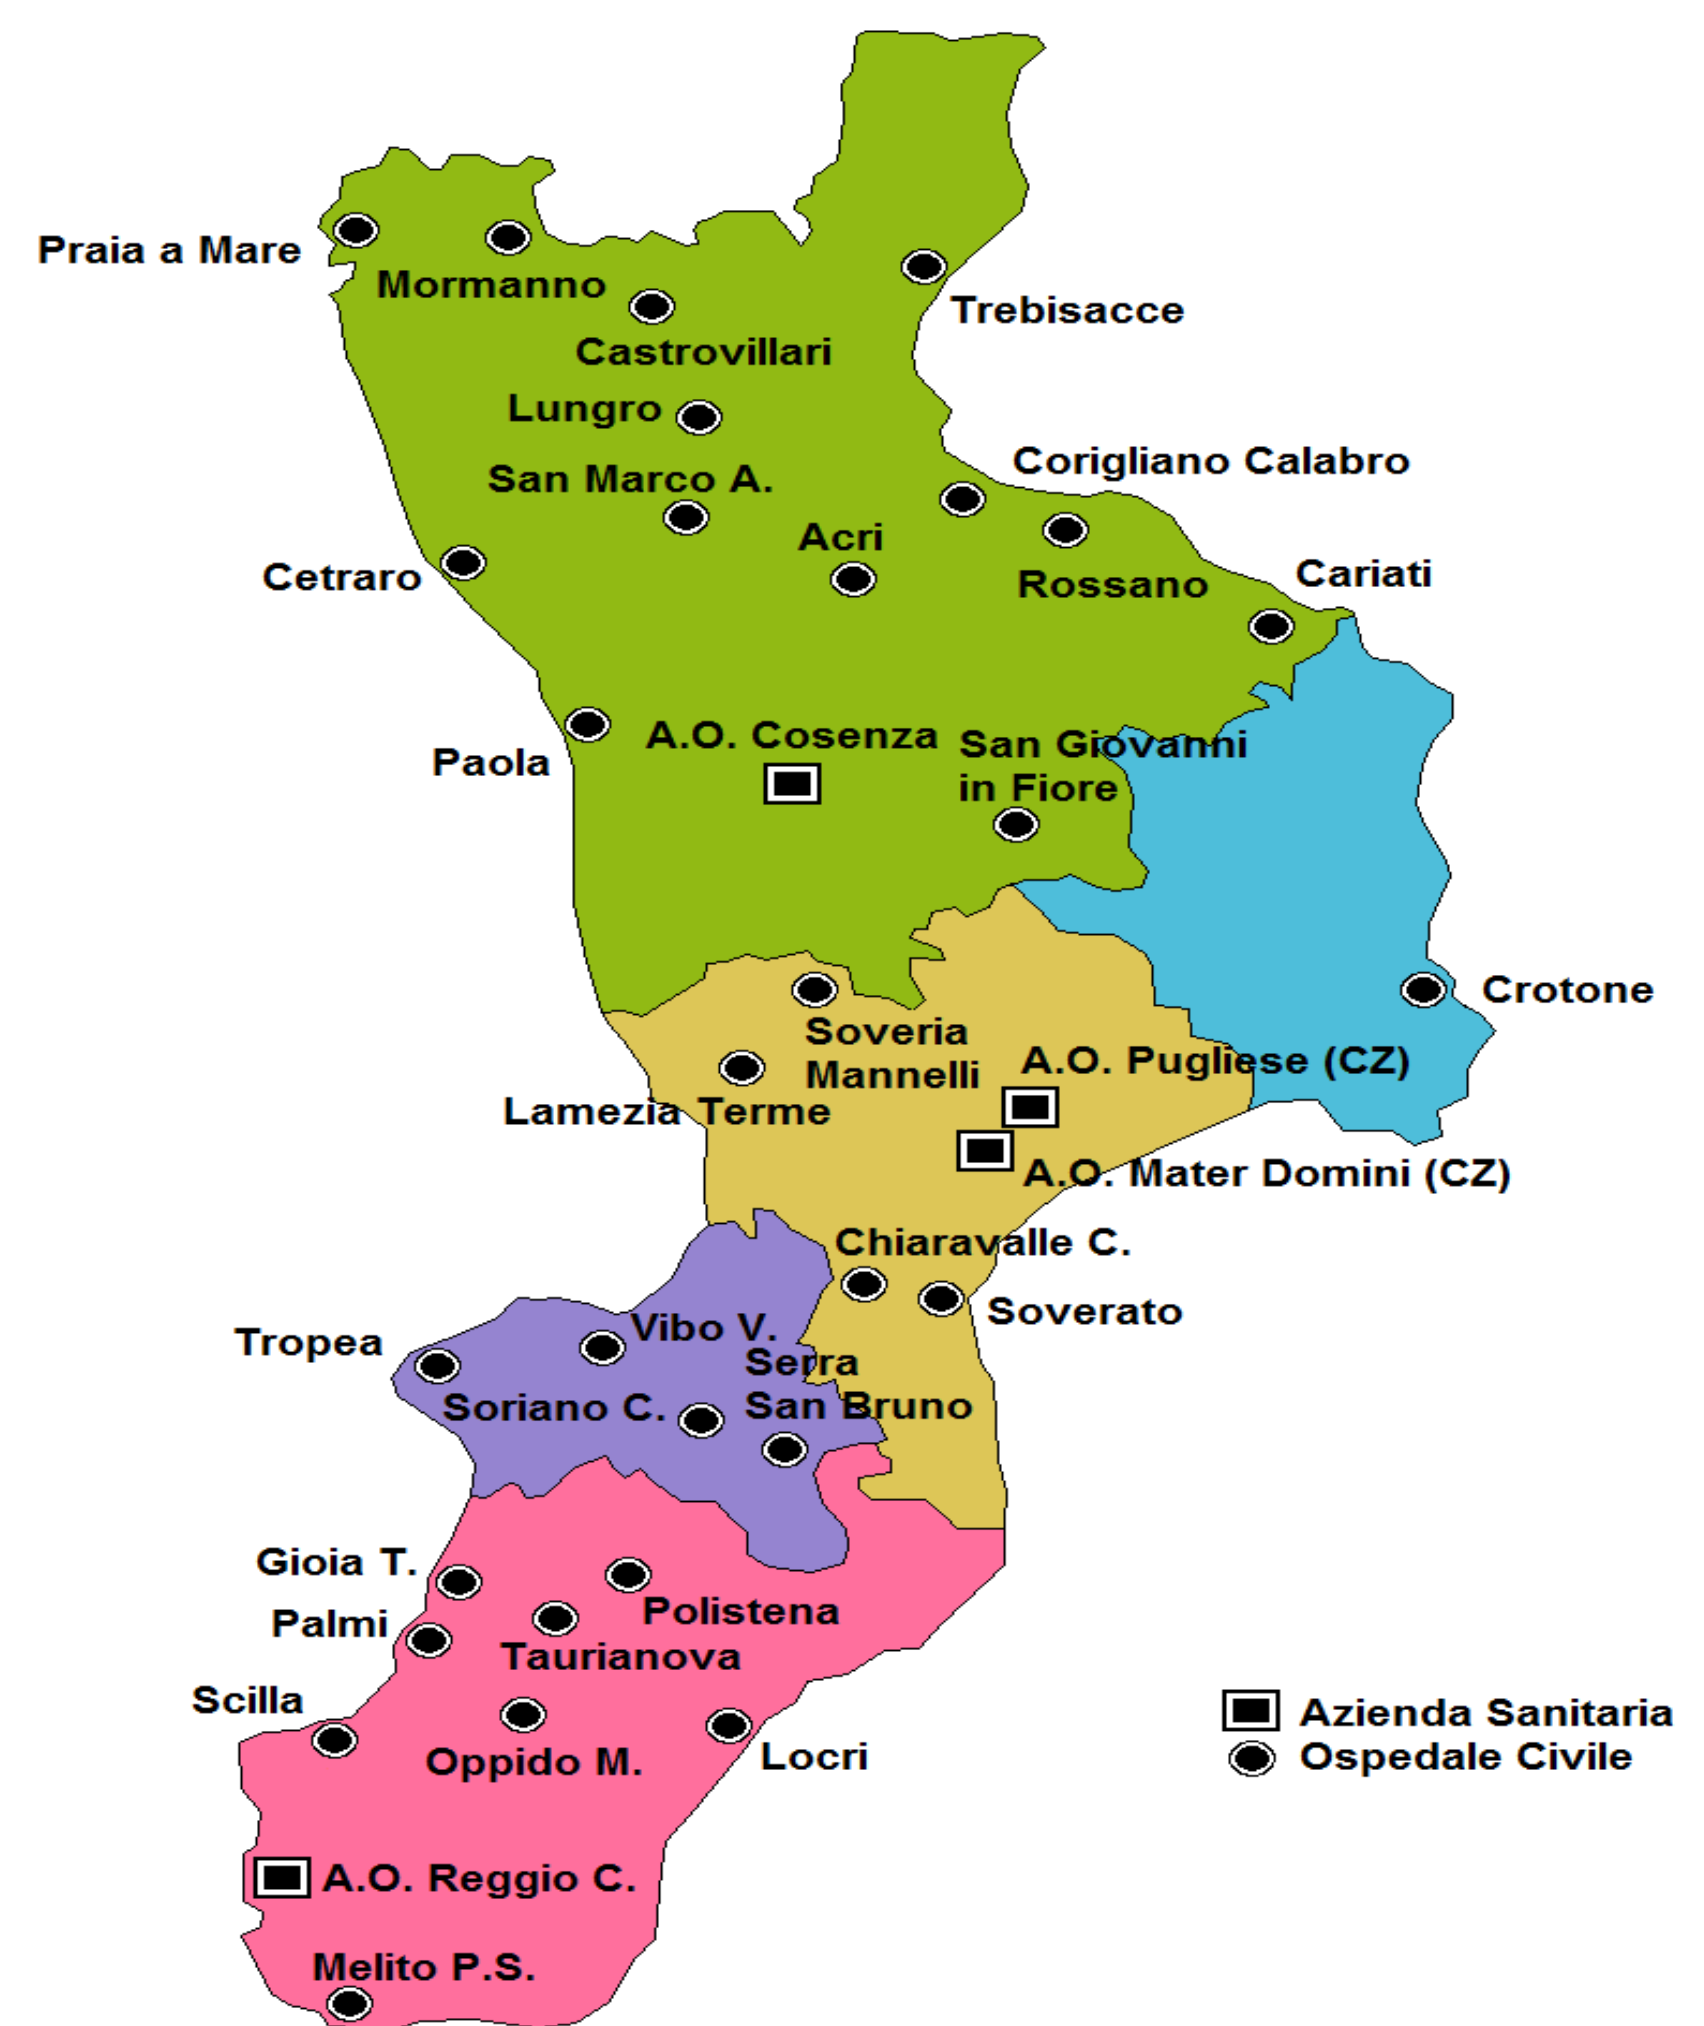 Praia a Mare
Mormanno
Trebisacce
Castrovillari
Lungro
Corigliano Calabro
San Marco A.
Acri
Cetraro
Rossano
Cariati
Paola
A.O. Cosenza
San Giovanni
in Fiore
Crotone
Soveria
Mannelli
A.O. Pugliese (CZ)
Lamezia Terme
A.O. Mater Domini (CZ)
Chiaravalle C.
Soverato
Tropea
Vibo V.
Serra
San Bruno
Soriano C.
Gioia T.
Polistena
Palmi
Taurianova
Scilla
Oppido M.
Locri
Azienda Sanitaria
Ospedale Civile
A.O. Reggio C.
Melito P.S.